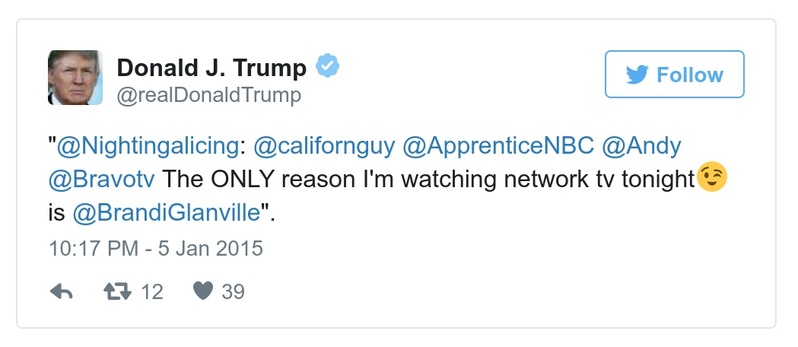 Donald J. Trump
@realDonaldTrump
Follow
"@Nightingalicing: @californguy @ApprenticeNBC @Andy
@Bravotv The ONLY reason I'm watching network tv tonight😉
is @BrandiGlanville".
10:17 PM - 5 Jan 2015
12 39